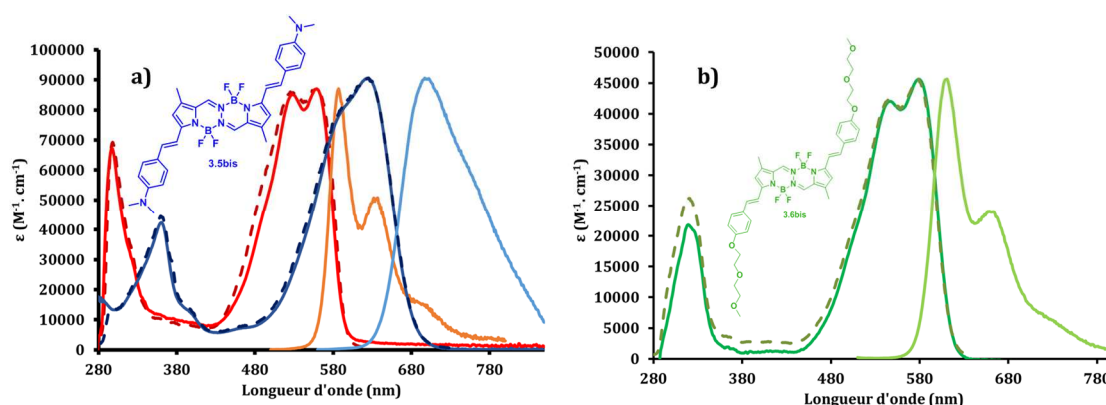 a)
ε (M⁻¹. cm⁻¹)
100000
90000
80000
70000
60000
50000
40000
30000
20000
10000
0
280 380 480 580 680 780
Longueur d'onde (nm)
N
F F
B
N N
N N
B
F F
N
3.5bis
b)
ε (M⁻¹. cm⁻¹)
50000
45000
40000
35000
30000
25000
20000
15000
10000
5000
0
280 380 480 580 680 780
Longueur d'onde (nm)
O
O
O
F F
B
N N
N N
B
F F
3.6bis
O
O
O